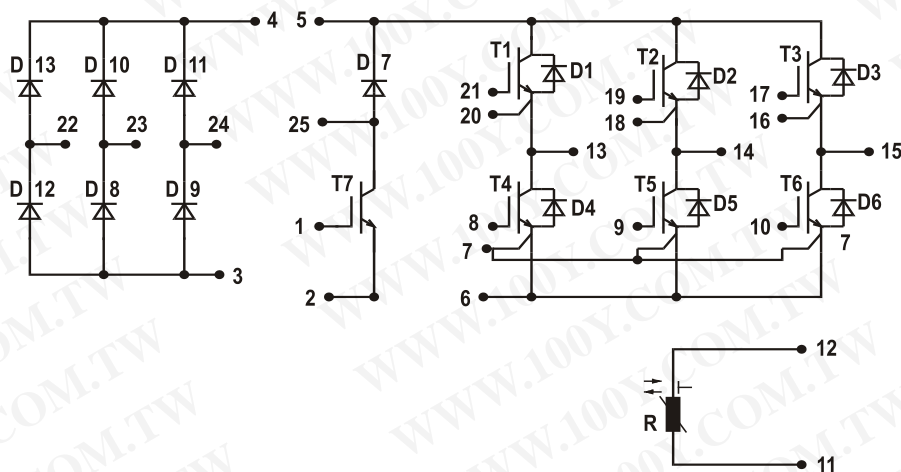 4 5
D 13 D 10 D 11 D 7 T1 D1 T2 D2 T3 D3
21 19 17
20 18 16
22 23 24 25
13 14 15
D 12 D 8 D 9 T7 T4 D4 T5 D5 T6 D6
1 8 9 10
7 7
3
2 6
12
R
11
WWW.100Y.COM.TW